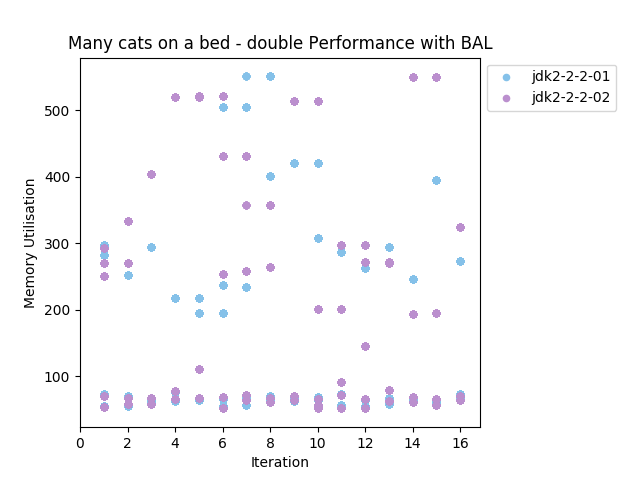 Many cats on a bed - double Performance with BAL
jdk2-2-2-01
jdk2-2-2-02
Memory Utilisation
500
400
300
200
100
0 2 4 6 8 10 12 14 16
Iteration